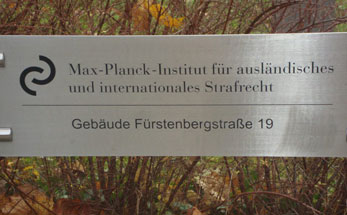 Max-Planck-Institut für ausländisches
und internationales Strafrecht
Gebäude Fürstenbergstraße 19